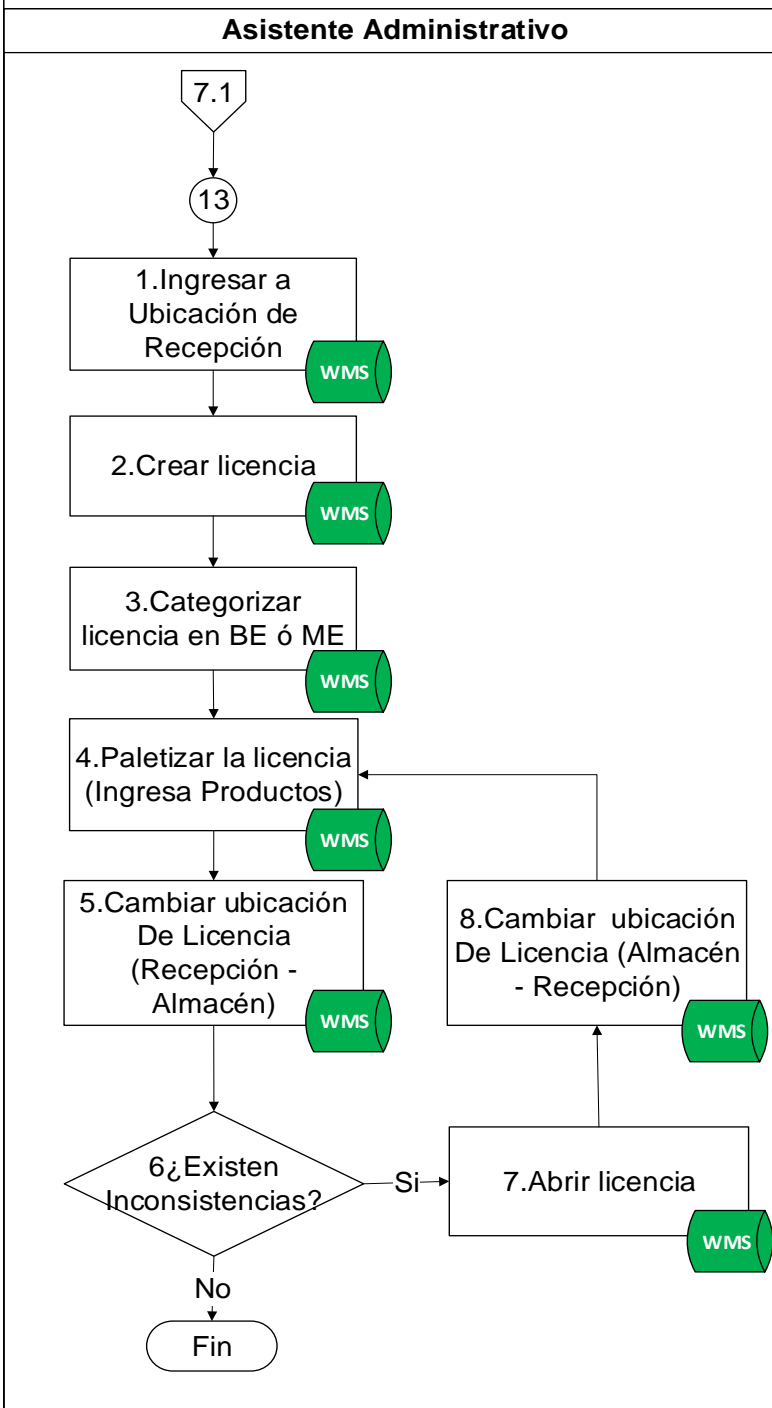 Asistente Administrativo
7.1
13
1.Ingresar a
Ubicación de
Recepción
WMS
2.Crear licencia
WMS
3.Categorizar
licencia en BE ó ME
WMS
4.Paletizar la licencia
(Ingresa Productos)
WMS
5.Cambiar ubicación
De Licencia
(Recepción -
Almacén)
WMS
8.Cambiar ubicación
De Licencia (Almacén
- Recepción)
WMS
6¿Existen
Inconsistencias?
Si
7.Abrir licencia
WMS
No
Fin